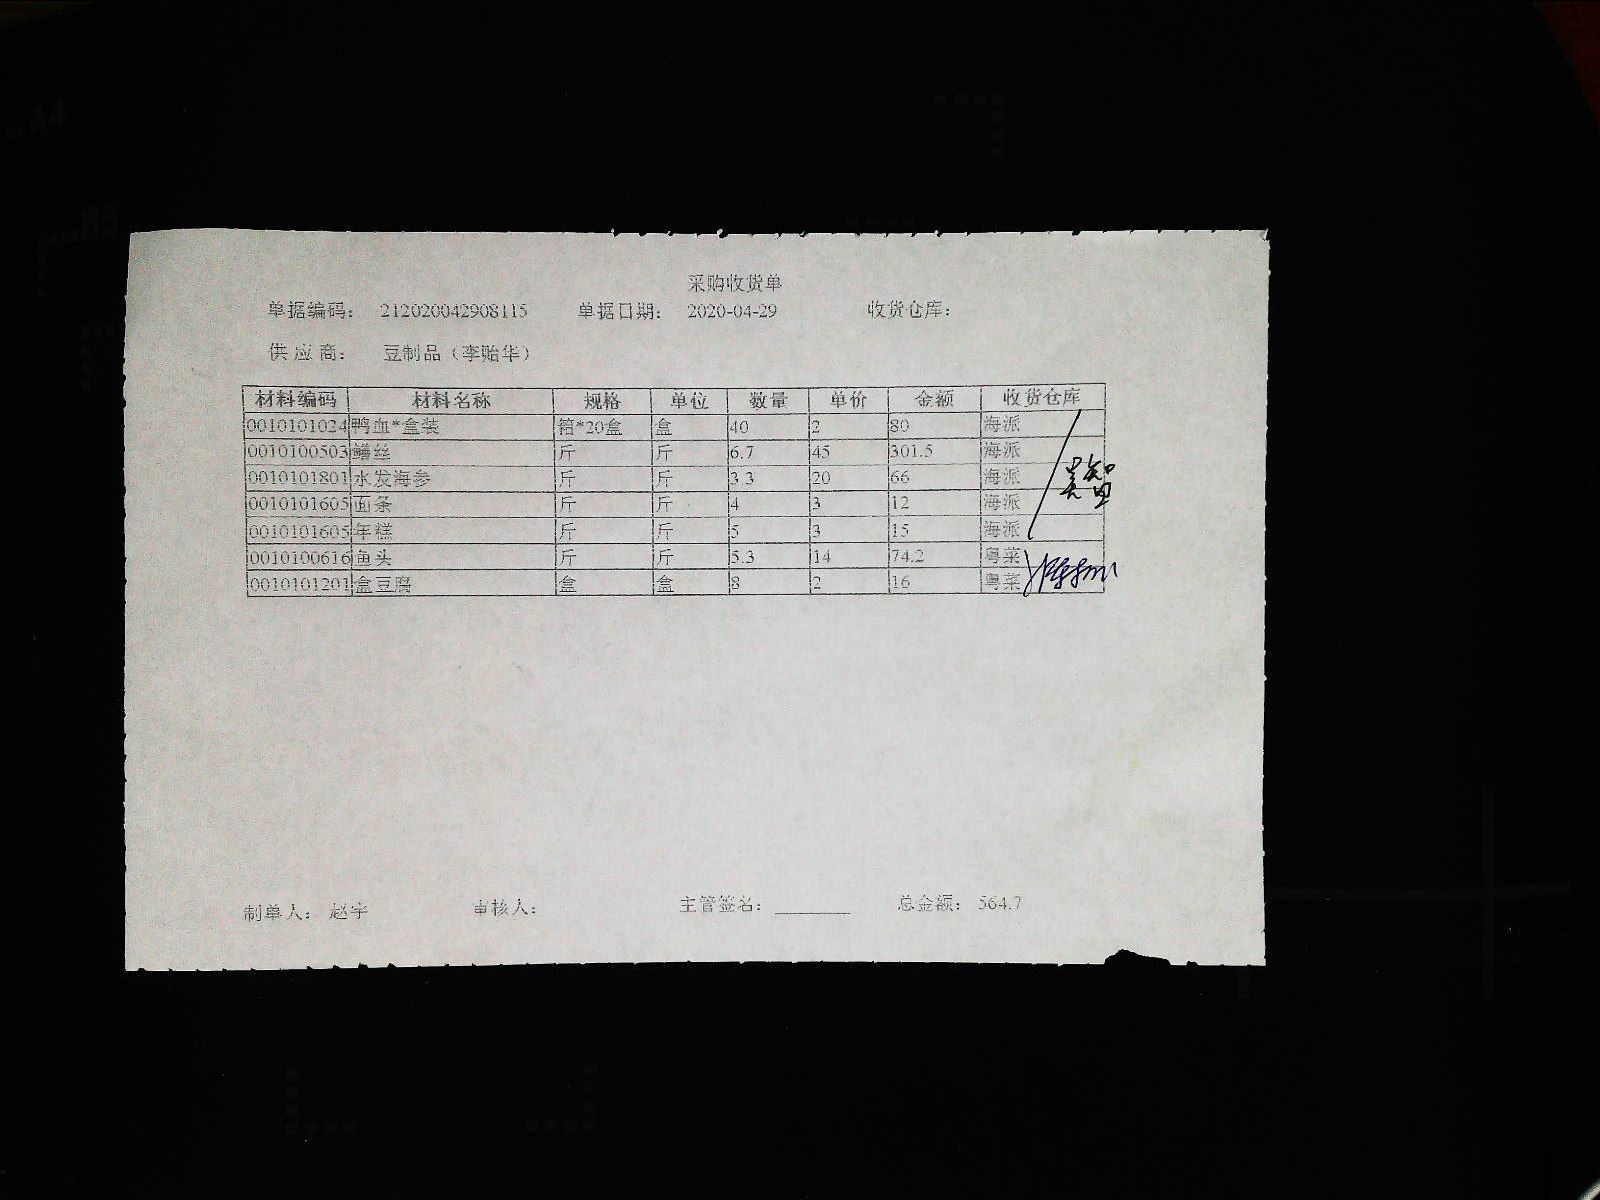 采购收货单
单据编码: 212020042908115 单据日期: 2020-04-29 收货仓库:
供应商: 豆制品（李贻华）
材料编码 材料名称 规格 单位 数量 单价 金额 收货仓库
0010101024 鸭血*盒装 箱*20盒 盒 40 2 80 海派
0010100503 鳝丝 斤 斤 6.7 45 301.5 海派
0010101801 水发海参 斤 斤 3.3 20 66 海派
0010101605 面条 斤 斤 4 3 12 海派
0010101605 年糕 斤 斤 5 3 15 海派
0010100616 鱼头 斤 斤 5.3 14 74.2 粤菜
0010101201 盒豆腐 盒 盒 8 2 16 粤菜
制单人: 赵宇 审核人: 主管签名: 总金额: 564.7